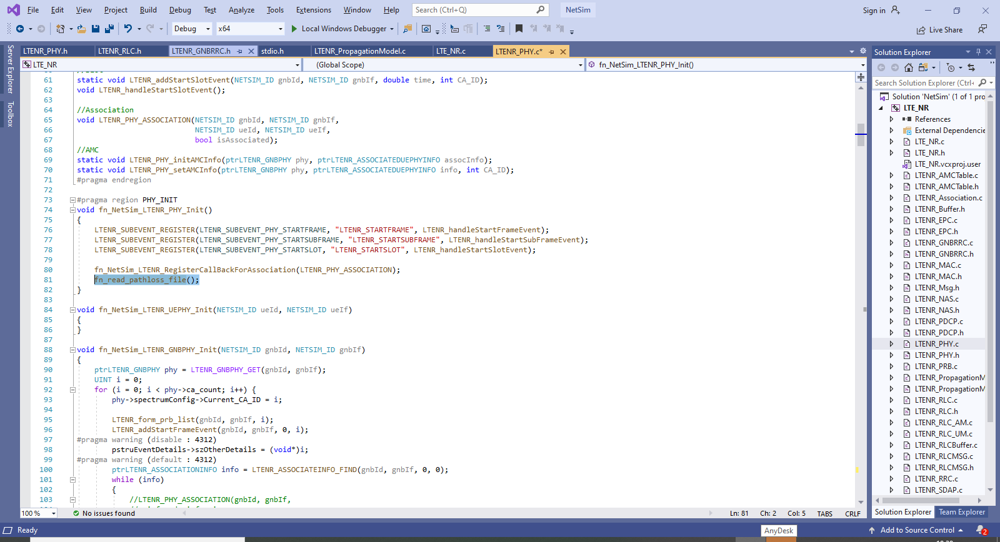 File Edit View Project Build Debug Test Analyze Tools Extensions Window Help Search (Ctrl+Q) NetSim Sign in
Debug x64 Local Windows Debugger Live Share
Server Explorer
Toolbox
LTENR_PHY.h LTENR_RLC.h LTENR_GNBRRC.h stdio.h LTENR_PropagationModel.c LTE_NR.c LTENR_PHY.c*
LTE_NR (Global Scope) fn_NetSim_LTENR_PHY_Init()
61 static void LTENR_addStartSlotEvent(NETSIM_ID gnbId, NETSIM_ID gnbIf, double time, int CA_ID);
62 void LTENR_handleStartSlotEvent();
63
64 //Association
65 void LTENR_PHY_ASSOCIATION(NETSIM_ID gnbId, NETSIM_ID gnbIf,
66 NETSIM_ID ueId, NETSIM_ID ueIf,
67 bool isAssociated);
68 //AMC
69 static void LTENR_PHY_initAMCInfo(ptrLTENR_GNBPHY phy, ptrLTENR_ASSOCIATEDUEPHYINFO assocInfo);
70 static void LTENR_PHY_setAMCInfo(ptrLTENR_GNBPHY phy, ptrLTENR_ASSOCIATEDUEPHYINFO info, int CA_ID);
71 #pragma endregion
72
73 #pragma region PHY_INIT
74 void fn_NetSim_LTENR_PHY_Init()
75 {
76 LTENR_SUBEVENT_REGISTER(LTENR_SUBEVENT_PHY_STARTFRAME, "LTENR_STARTFRAME", LTENR_handleStartFrameEvent);
77 LTENR_SUBEVENT_REGISTER(LTENR_SUBEVENT_PHY_STARTSUBFRAME, "LTENR_STARTSUBFRAME", LTENR_handleStartSubFrameEvent);
78 LTENR_SUBEVENT_REGISTER(LTENR_SUBEVENT_PHY_STARTSLOT, "LTENR_STARTSLOT", LTENR_handleStartSlotEvent);
79
80 fn_NetSim_LTENR_RegisterCallBackForAssociation(LTENR_PHY_ASSOCIATION);
81 fn_read_pathloss_file();
82 }
83
84 void fn_NetSim_LTENR_UEPHY_Init(NETSIM_ID ueId, NETSIM_ID ueIf)
85 {
86 }
87
88 void fn_NetSim_LTENR_GNBPHY_Init(NETSIM_ID gnbId, NETSIM_ID gnbIf)
89 {
90 ptrLTENR_GNBPHY phy = LTENR_GNBPHY_GET(gnbId, gnbIf);
91 UINT i = 0;
92 for (i = 0; i < phy->ca_count; i++) {
93 phy->spectrumConfig->Current_CA_ID = i;
94
95 LTENR_form_prb_list(gnbId, gnbIf, i);
96 LTENR_addStartFrameEvent(gnbId, gnbIf, 0, i);
97 #pragma warning (disable : 4312)
98 pstruEventDetails->szOtherDetails = (void*)i;
99 #pragma warning (default : 4312)
100 ptrLTENR_ASSOCIATIONINFO info = LTENR_ASSOCIATEINFO_FIND(gnbId, gnbIf, 0, 0);
101 while (info)
102 {
103 //LTENR_PHY_ASSOCIATION(gnbId, gnbIf,
100 % No issues found Ln: 81 Ch: 2 Col: 5 TABS CRLF
Solution Explorer
Search Solution Explorer (Ctrl+
Solution 'NetSim' (1 of 1 pro
LTE_NR
References
External Dependencie
LTE_NR.c
LTE_NR.h
LTE_NR.vcxproj.user
LTENR_AMCTable.c
LTENR_AMCTable.h
LTENR_Association.c
LTENR_Buffer.h
LTENR_EPC.c
LTENR_EPC.h
LTENR_GNBRRC.c
LTENR_GNBRRC.h
LTENR_MAC.c
LTENR_MAC.h
LTENR_Msg.h
LTENR_NAS.c
LTENR_NAS.h
LTENR_PDCP.c
LTENR_PDCP.h
LTENR_PHY.c
LTENR_PHY.h
LTENR_PRB.c
LTENR_PropagationM
LTENR_PropagationM
LTENR_RLC.c
LTENR_RLC.h
LTENR_RLC_AM.c
LTENR_RLC_UM.c
LTENR_RLCBuffer.c
LTENR_RLCMSG.c
LTENR_RLCMSG.h
LTENR_RRC.c
LTENR_SDAP.c
Solution Explorer Team Explorer
Ready AnyDesk Add to Source Control 2